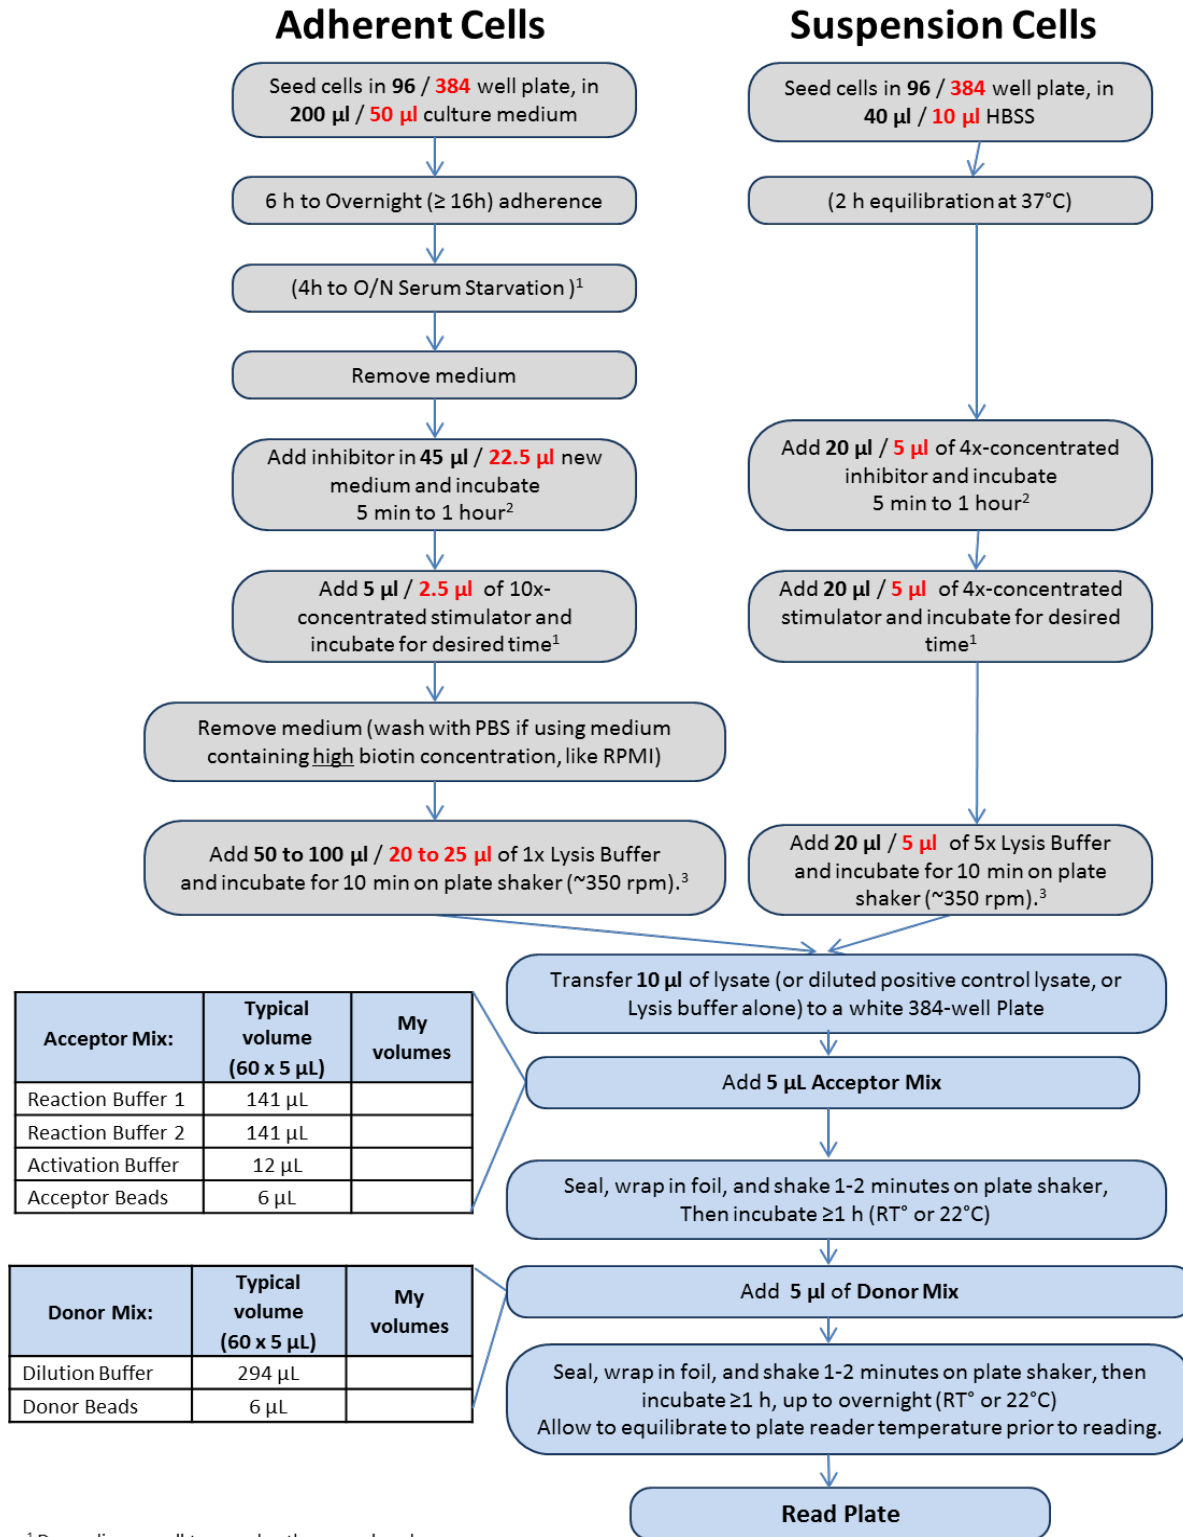 Adherent Cells
Seed cells in 96 / 384 well plate, in
200 µl / 50 µl culture medium
6 h to Overnight (≥ 16h) adherence
(4h to O/N Serum Starvation )1
Remove medium
Add inhibitor in 45 µl / 22.5 µl new
medium and incubate
5 min to 1 hour2
Add 5 µl / 2.5 µl of 10x-
concentrated stimulator and
incubate for desired time1
Remove medium (wash with PBS if using medium
containing high biotin concentration, like RPMI)
Add 50 to 100 µl / 20 to 25 µl of 1x Lysis Buffer
and incubate for 10 min on plate shaker (~350 rpm).3
Suspension Cells
Seed cells in 96 / 384 well plate, in
40 µl / 10 µl HBSS
(2 h equilibration at 37°C)
Add 20 µl / 5 µl of 4x-concentrated
inhibitor and incubate
5 min to 1 hour2
Add 20 µl / 5 µl of 4x-concentrated
stimulator and incubate for desired
time1
Add 20 µl / 5 µl of 5x Lysis Buffer
and incubate for 10 min on plate
shaker (~350 rpm).3
Transfer 10 µl of lysate (or diluted positive control lysate, or
Lysis buffer alone) to a white 384-well Plate
Add 5 µL Acceptor Mix
Acceptor Mix:
Typical
volume
(60 x 5 µL)
My
volumes
Reaction Buffer 1 141 µL
Reaction Buffer 2 141 µL
Activation Buffer 12 µL
Acceptor Beads 6 µL
Seal, wrap in foil, and shake 1-2 minutes on plate shaker,
Then incubate ≥1 h (RT° or 22°C)
Add 5 µl of Donor Mix
Donor Mix:
Typical
volume
(60 x 5 µL)
My
volumes
Dilution Buffer 294 µL
Donor Beads 6 µL
Seal, wrap in foil, and shake 1-2 minutes on plate shaker, then
incubate ≥1 h, up to overnight (RT° or 22°C)
Allow to equilibrate to plate reader temperature prior to reading.
Read Plate